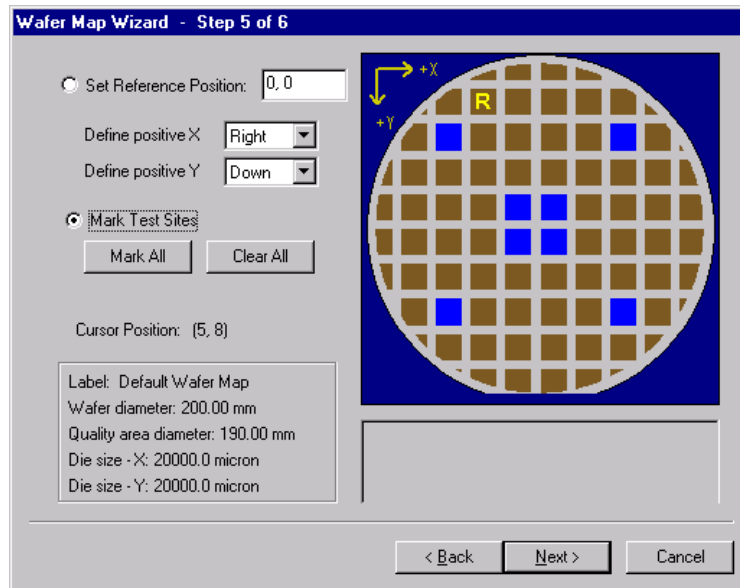 Wafer Map Wizard - Step 5 of 6
Set Reference Position: 0, 0
Define positive X Right
Define positive Y Down
Mark Test Sites
Mark All Clear All
Cursor Position: (5, 8)
Label: Default Wafer Map
Wafer diameter: 200.00 mm
Quality area diameter: 190.00 mm
Die size - X: 20000.0 micron
Die size - Y: 20000.0 micron
+X
+Y
R
< Back Next > Cancel